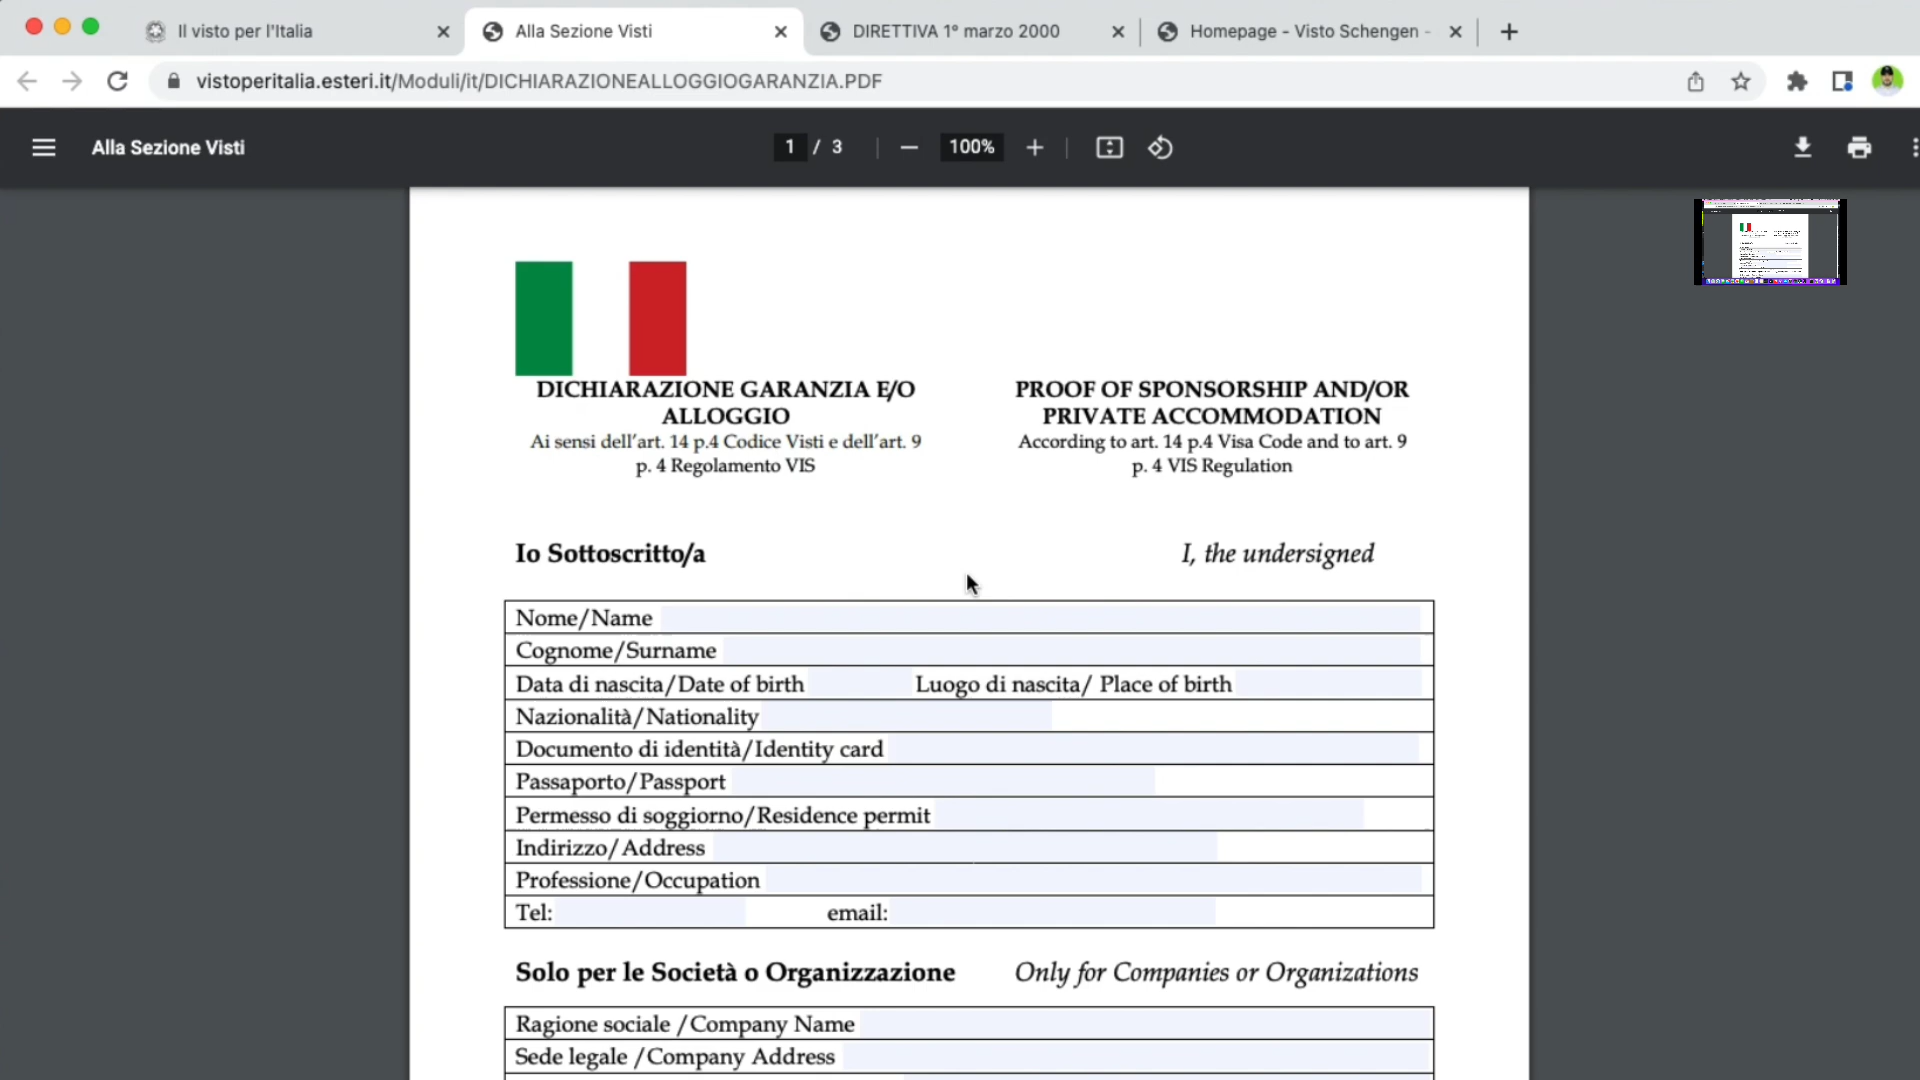 Il visto per l'Italia
Alla Sezione Visti
DIRETTIVA 1° marzo 2000
Homepage - Visto Schengen -
vistoperitalia.esteri.it/Moduli/it/DICHIARAZIONEALLOGGIOGARANZIA.PDF
Alla Sezione Visti
1 / 3
100%
DICHIARAZIONE GARANZIA E/O
ALLOGGIO
Ai sensi dell'art. 14 p.4 Codice Visti e dell'art. 9
p. 4 Regolamento VIS
PROOF OF SPONSORSHIP AND/OR
PRIVATE ACCOMMODATION
According to art. 14 p.4 Visa Code and to art. 9
p. 4 VIS Regulation
Io Sottoscritto/a
I, the undersigned
Nome/Name
Cognome/Surname
Data di nascita/Date of birth Luogo di nascita/ Place of birth
Nazionalità/Nationality
Documento di identità/Identity card
Passaporto/Passport
Permesso di soggiorno/Residence permit
Indirizzo/Address
Professione/Occupation
Tel: email:
Solo per le Società o Organizzazione
Only for Companies or Organizations
Ragione sociale /Company Name
Sede legale /Company Address